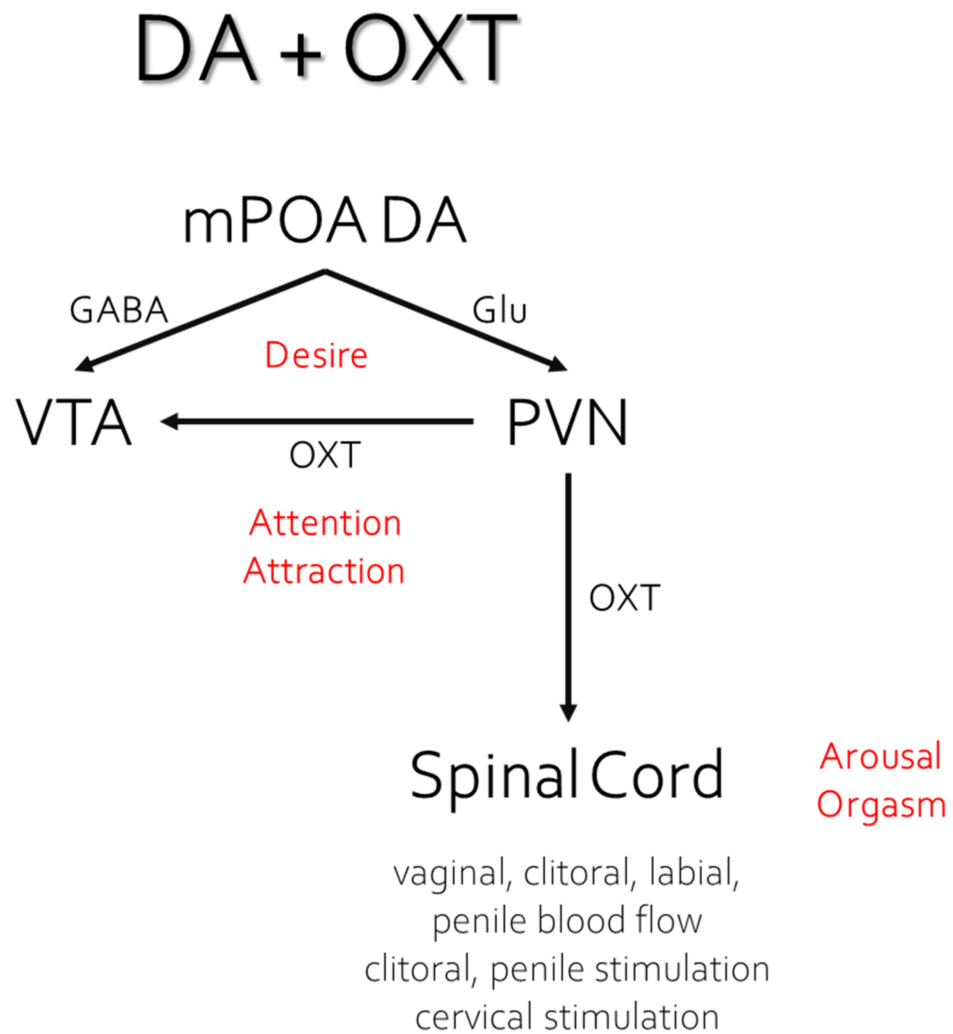 DA + OXT
mPOA DA
GABA
Glu
Desire
VTA
PVN
OXT
Attention
Attraction
OXT
Spinal Cord
Arousal
Orgasm
vaginal, clitoral, labial,
penile blood flow
clitoral, penile stimulation
cervical stimulation